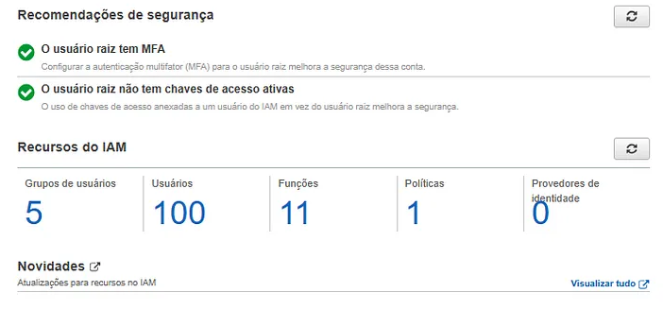 Recomendações de segurança
O usuário raiz tem MFA
Configurar a autenticação multifator (MFA) para o usuário raiz melhora a segurança dessa conta.
O usuário raiz não tem chaves de acesso ativas
O uso de chaves de acesso anexadas a um usuário do IAM em vez do usuário raiz melhora a segurança.
Recursos do IAM
Grupos de usuários
5
Usuários
100
Funções
11
Políticas
1
Provedores de
identidade
0
Novidades
Atualizações para recursos no IAM
Visualizar tudo